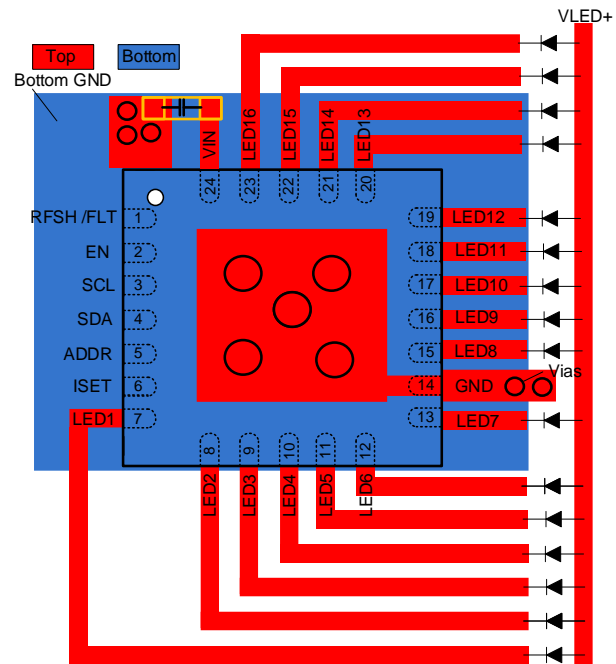 VLED+
Top
Bottom
Bottom GND
VIN
LED16
LED15
LED14
LED13
24
23
22
21
20
RFSH /FLT
1
19
LED12
EN
2
18
LED11
SCL
3
17
LED10
SDA
4
16
LED9
ADDR
5
15
LED8
Vias
ISET
6
14
GND
LED1
7
13
LED7
8
9
10
11
12
LED2
LED3
LED4
LED5
LED6